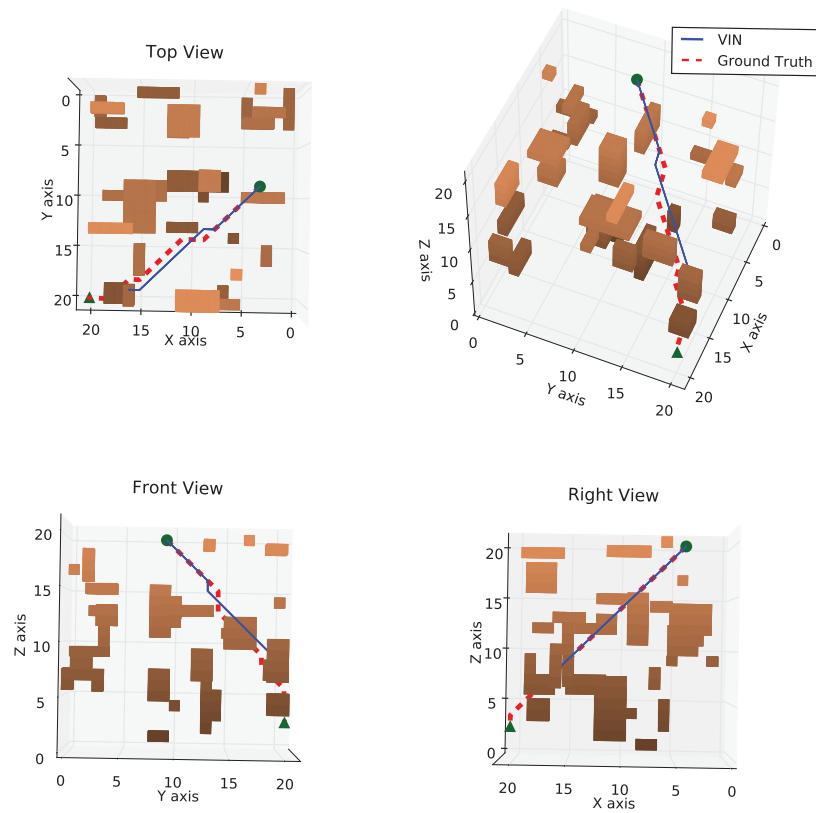 Top View
0
5
10
15
20
Y axis
20 15 10 5 0
X axis
VIN
Ground Truth
20
15
10
5
0
Z axis
0 5 10 15 20
Y axis
0
5
10
15
20
X axis
Front View
20
15
10
5
0
Z axis
0 5 10 15 20
Y axis
Right View
20
15
10
5
0
Z axis
20 15 10 5 0
X axis